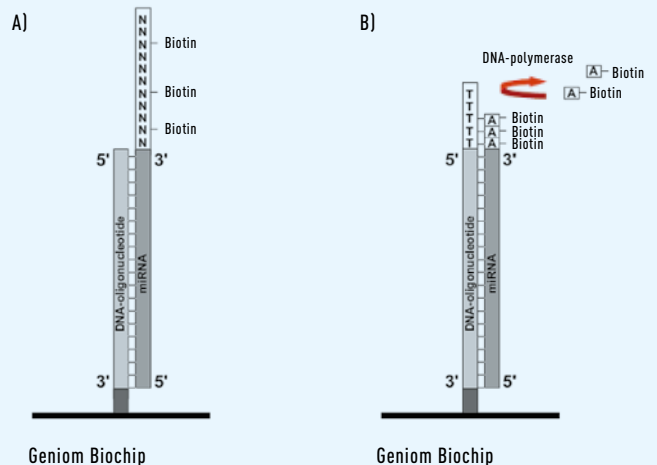 A)
N
N
N
N
N
N
N
N
N
N
Biotin
Biotin
Biotin
5' 3'
DNA-oligonucleotide
miRNA
3' 5'
Geniom Biochip
B)
DNA-polymerase
A Biotin
A Biotin
T
T
T
T
T
A Biotin
A Biotin
A Biotin
5' 3'
DNA-oligonucleotide
miRNA
3' 5'
Geniom Biochip